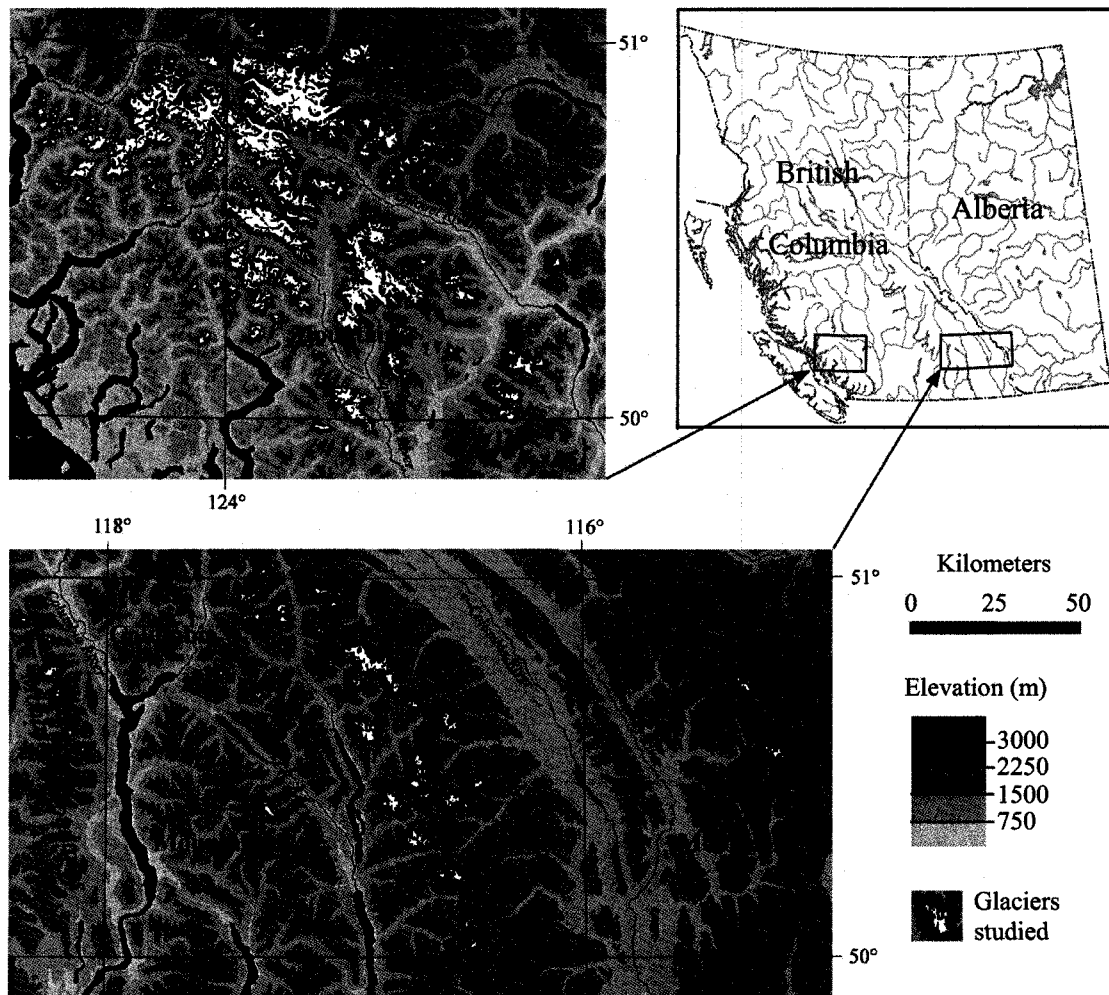 51°
50°
124°
British
Columbia
Alberta
118°
116°
51°
50°
Kilometers
0 25 50
Elevation (m)
3000
2250
1500
750
Glaciers
studied